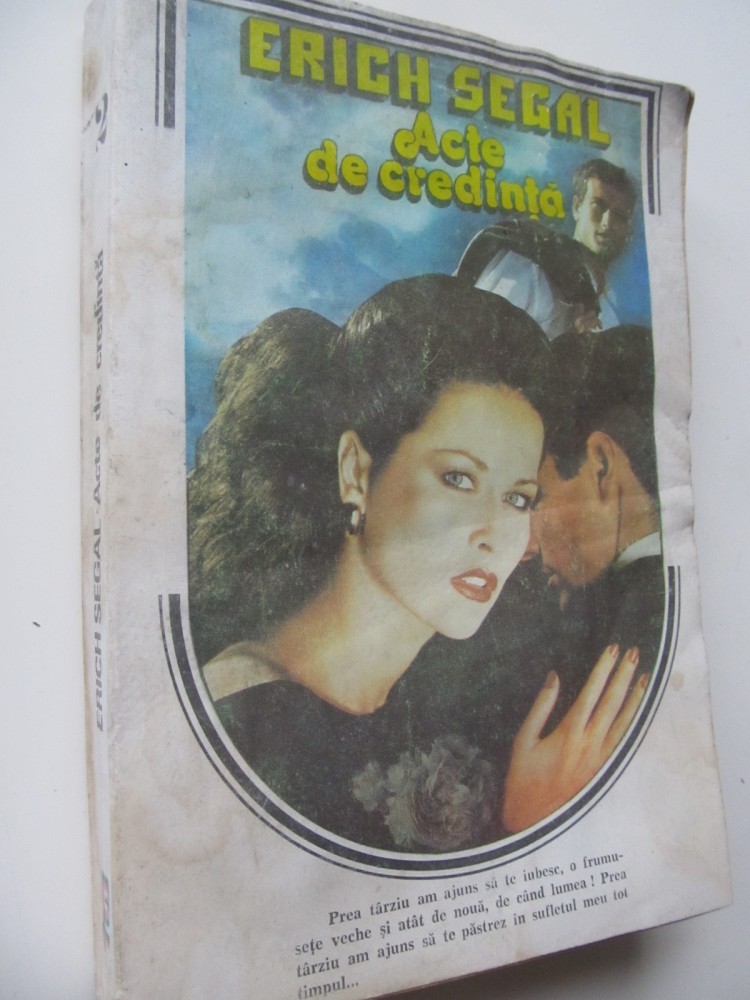 ERICH SEGAL
Acte
de credință
2
ERICH SEGAL-Acte de credință
Prea târziu am ajuns să te iubesc, o frumu-
sețe veche și atât de nouă, de când lumea! Prea
târziu am ajuns să te păstrez în sufletul meu tot
timpul...